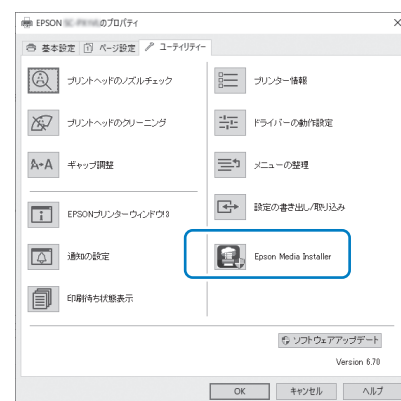 EPSON のプロパティ
基本設定 ページ設定 ユーティリティー
プリントヘッドのノズルチェック
プリントヘッドのクリーニング
ギャップ調整
EPSONプリンターウィンドウ!3
通知の設定
印刷待ち状態表示
プリンター情報
ドライバーの動作設定
メニューの整理
設定の書き出し/取り込み
Epson Media Installer
ソフトウェアアップデート
Version 6.70
OK キャンセル ヘルプ